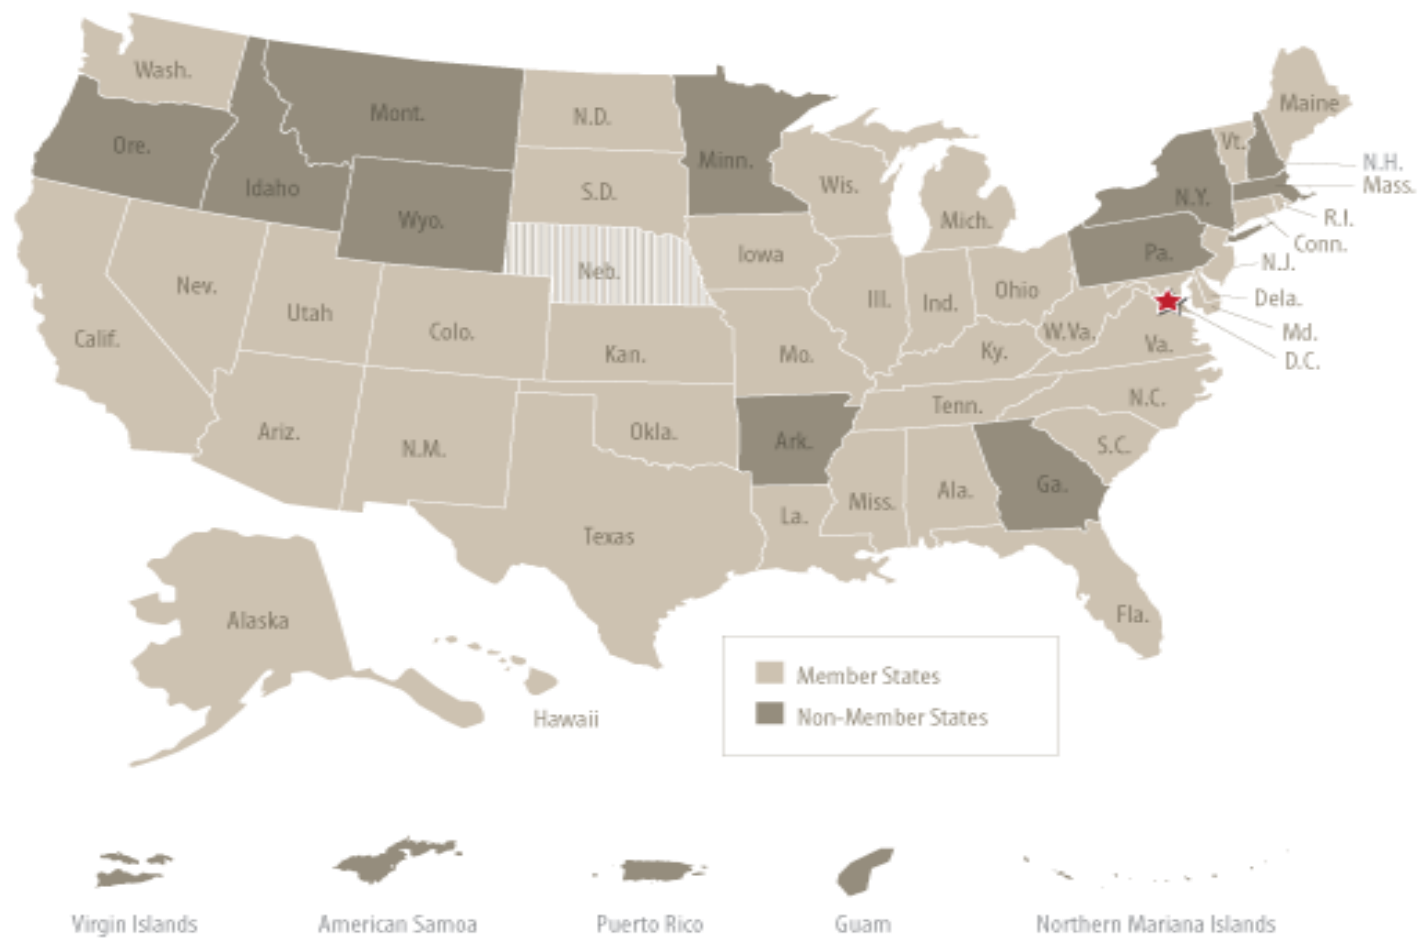 Wash.
Maine
Mont.
N.D.
Ore.
Minn.
Vt.
N.H.
Idaho
S.D.
Wis.
Mass.
Wyo.
N.Y.
Mich.
R.I.
Iowa
Pa.
Conn.
Neb.
N.J.
Nev.
Ohio
Ill.
Ind.
Dela.
Utah
Colo.
W.Va.
Md.
Calif.
Kan.
Mo.
Ky.
Va.
D.C.
N.C.
Tenn.
Ariz.
Okla.
Ark.
N.M.
S.C.
Ga.
Ala.
Miss.
La.
Texas
Fla.
Alaska
Hawaii
Member States
Non-Member States
Virgin Islands
American Samoa
Puerto Rico
Guam
Northern Mariana Islands